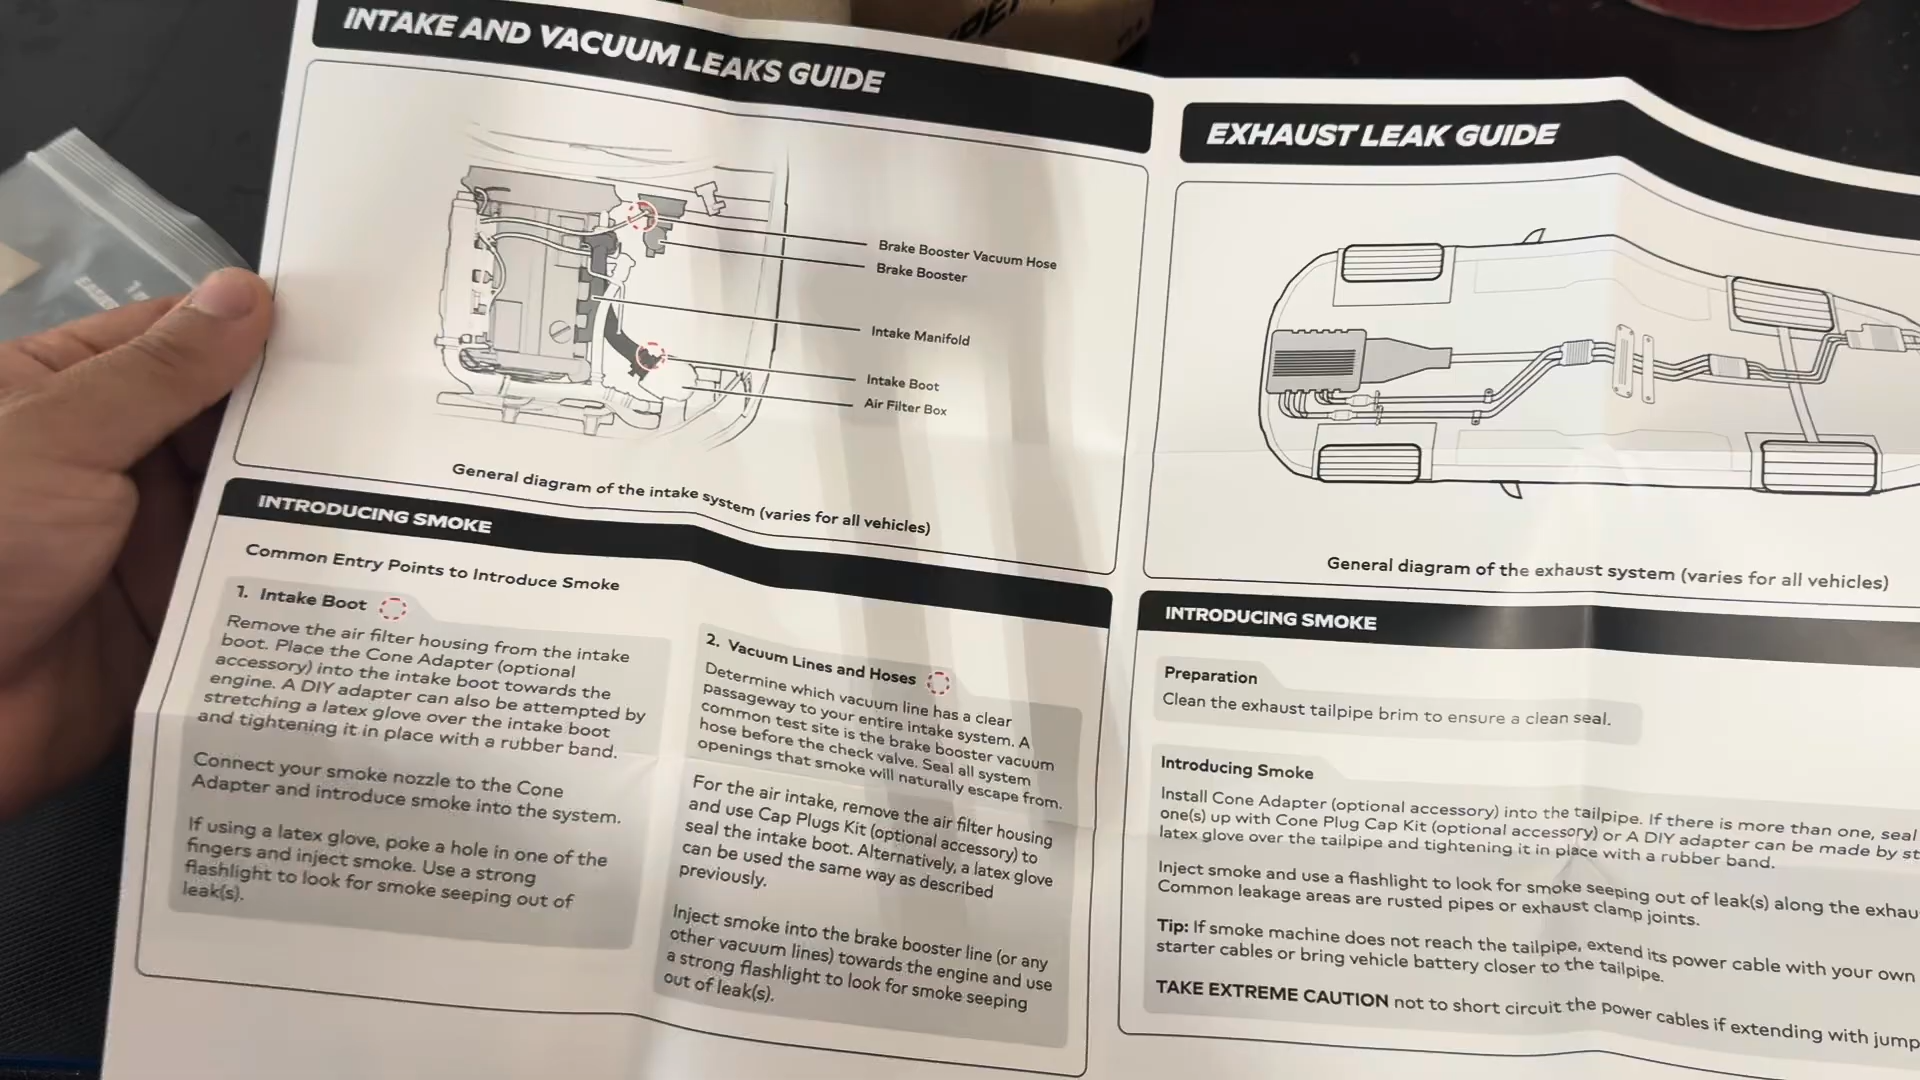 INTAKE AND VACUUM LEAKS GUIDE
Brake Booster Vacuum Hose
Brake Booster
Intake Manifold
Intake Boot
Air Filter Box
General diagram of the intake system (varies for all vehicles)
INTRODUCING SMOKE
Common Entry Points to Introduce Smoke
1. Intake Boot
Remove the air filter housing from the intake
boot. Place the Cone Adapter (optional
accessory) into the intake boot towards the
engine. A DIY adapter can also be attempted by
stretching a latex glove over the intake boot
and tightening it in place with a rubber band.
Connect your smoke nozzle to the Cone
Adapter and introduce smoke into the system.
If using a latex glove, poke a hole in one of the
fingers and inject smoke. Use a strong
flashlight to look for smoke seeping out of
leak(s).
2. Vacuum Lines and Hoses
Determine which vacuum line has a clear
passageway to your entire intake system. A
common test site is the brake booster vacuum
hose before the check valve. Seal all system
openings that smoke will naturally escape from.
For the air intake, remove the air filter housing
and use Cap Plugs Kit (optional accessory) to
seal the intake boot. Alternatively, a latex glove
can be used the same way as described
previously.
Inject smoke into the brake booster line (or any
other vacuum lines) towards the engine and use
a strong flashlight to look for smoke seeping
out of leak(s).
EXHAUST LEAK GUIDE
General diagram of the exhaust system (varies for all vehicles)
INTRODUCING SMOKE
Preparation
Clean the exhaust tailpipe brim to ensure a clean seal.
Introducing Smoke
Install Cone Adapter (optional accessory) into the tailpipe. If there is more than one, seal
one(s) up with Cone Plug Cap Kit (optional accessory) or A DIY adapter can be made by st
latex glove over the tailpipe and tightening it in place with a rubber band.
Inject smoke and use a flashlight to look for smoke seeping out of leak(s) along the exhau
Common leakage areas are rusted pipes or exhaust clamp joints.
Tip: If smoke machine does not reach the tailpipe, extend its power cable with your own
starter cables or bring vehicle battery closer to the tailpipe.
TAKE EXTREME CAUTION not to short circuit the power cables if extending with jump